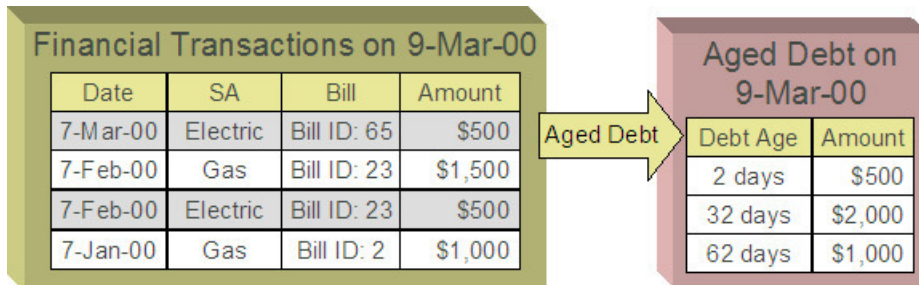 Financial Transactions on 9-Mar-00
Date SA Bill Amount
7-Mar-00 Electric Bill ID: 65 $500
7-Feb-00 Gas Bill ID: 23 $1,500
7-Feb-00 Electric Bill ID: 23 $500
7-Jan-00 Gas Bill ID: 2 $1,000
Aged Debt
Aged Debt on
9-Mar-00
Debt Age Amount
2 days $500
32 days $2,000
62 days $1,000